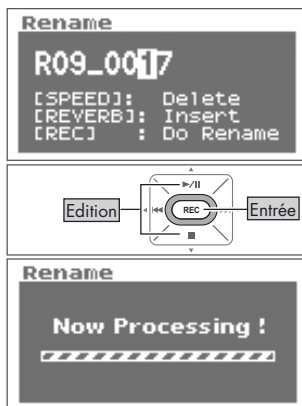 Rename
R09_0017
[SPEED]: Delete
[REVERB]: Insert
[REC] : Do Rename
Edition
REC
Entrée
Rename
Now Processing !